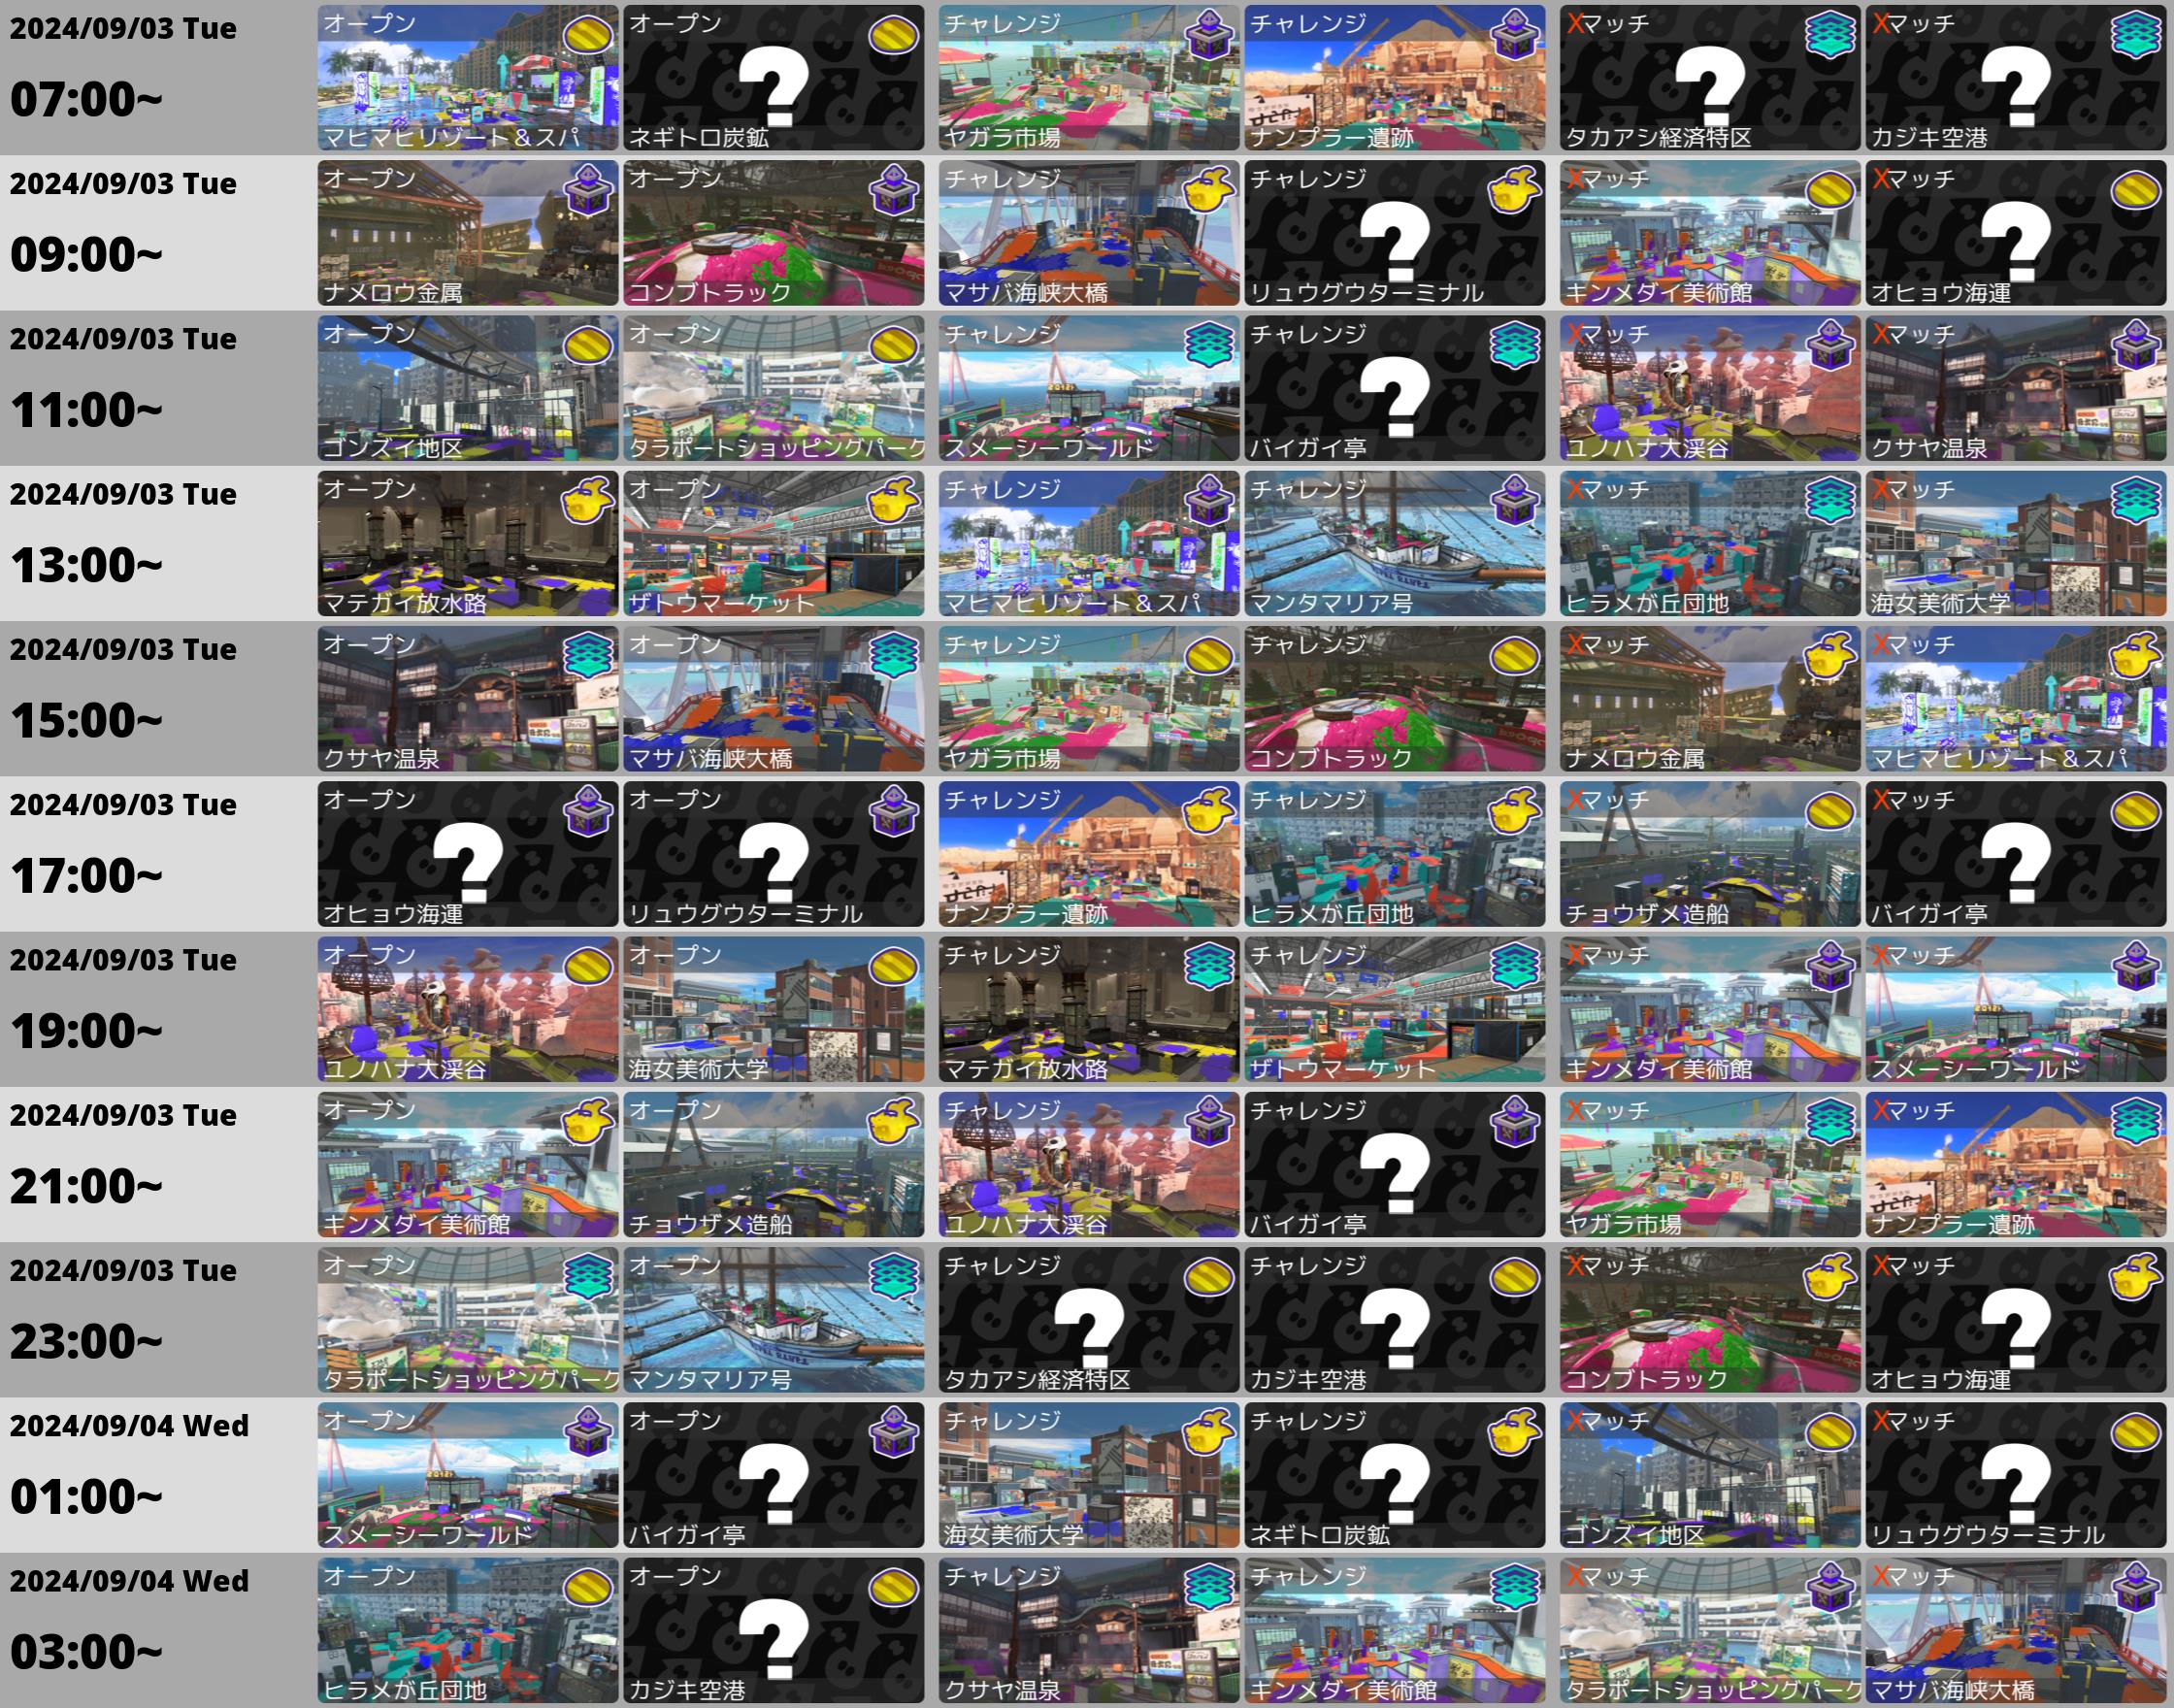 2024/09/03 Tue
07:00~
オープン
マヒマヒリゾート＆スパ
オープン
ネギトロ炭鉱
チャレンジ
ヤガラ市場
チャレンジ
ナンプラー遺跡
Xマッチ
タカアシ経済特区
Xマッチ
カジキ空港
2024/09/03 Tue
09:00~
オープン
ナメロウ金属
オープン
コンブトラック
チャレンジ
マサバ海峡大橋
チャレンジ
リュウグウターミナル
Xマッチ
キンメダイ美術館
Xマッチ
オヒョウ海運
2024/09/03 Tue
11:00~
オープン
ゴンズイ地区
オープン
タラポートショッピングパーク
チャレンジ
スメーシーワールド
チャレンジ
バイガイ亭
Xマッチ
ユノハナ大渓谷
Xマッチ
クサヤ温泉
2024/09/03 Tue
13:00~
オープン
マテガイ放水路
オープン
ザトウマーケット
チャレンジ
マヒマヒリゾート＆スパ
チャレンジ
マンタマリア号
Xマッチ
ヒラメが丘団地
Xマッチ
海女美術大学
2024/09/03 Tue
15:00~
オープン
クサヤ温泉
オープン
マサバ海峡大橋
チャレンジ
ヤガラ市場
チャレンジ
コンブトラック
Xマッチ
ナメロウ金属
Xマッチ
マヒマヒリゾート＆スパ
2024/09/03 Tue
17:00~
オープン
オヒョウ海運
オープン
リュウグウターミナル
チャレンジ
ナンプラー遺跡
チャレンジ
ヒラメが丘団地
Xマッチ
チョウザメ造船
Xマッチ
バイガイ亭
2024/09/03 Tue
19:00~
オープン
ユノハナ大渓谷
オープン
海女美術大学
チャレンジ
マテガイ放水路
チャレンジ
ザトウマーケット
Xマッチ
キンメダイ美術館
Xマッチ
スメーシーワールド
2024/09/03 Tue
21:00~
オープン
キンメダイ美術館
オープン
チョウザメ造船
チャレンジ
ユノハナ大渓谷
チャレンジ
バイガイ亭
Xマッチ
ヤガラ市場
Xマッチ
ナンプラー遺跡
2024/09/03 Tue
23:00~
オープン
タラポートショッピングパーク
オープン
マンタマリア号
チャレンジ
タカアシ経済特区
チャレンジ
カジキ空港
Xマッチ
コンブトラック
Xマッチ
オヒョウ海運
2024/09/04 Wed
01:00~
オープン
スメーシーワールド
オープン
バイガイ亭
チャレンジ
海女美術大学
チャレンジ
ネギトロ炭鉱
Xマッチ
ゴンズイ地区
Xマッチ
リュウグウターミナル
2024/09/04 Wed
03:00~
オープン
ヒラメが丘団地
オープン
カジキ空港
チャレンジ
クサヤ温泉
チャレンジ
キンメダイ美術館
Xマッチ
タラポートショッピングパーク
Xマッチ
マサバ海峡大橋